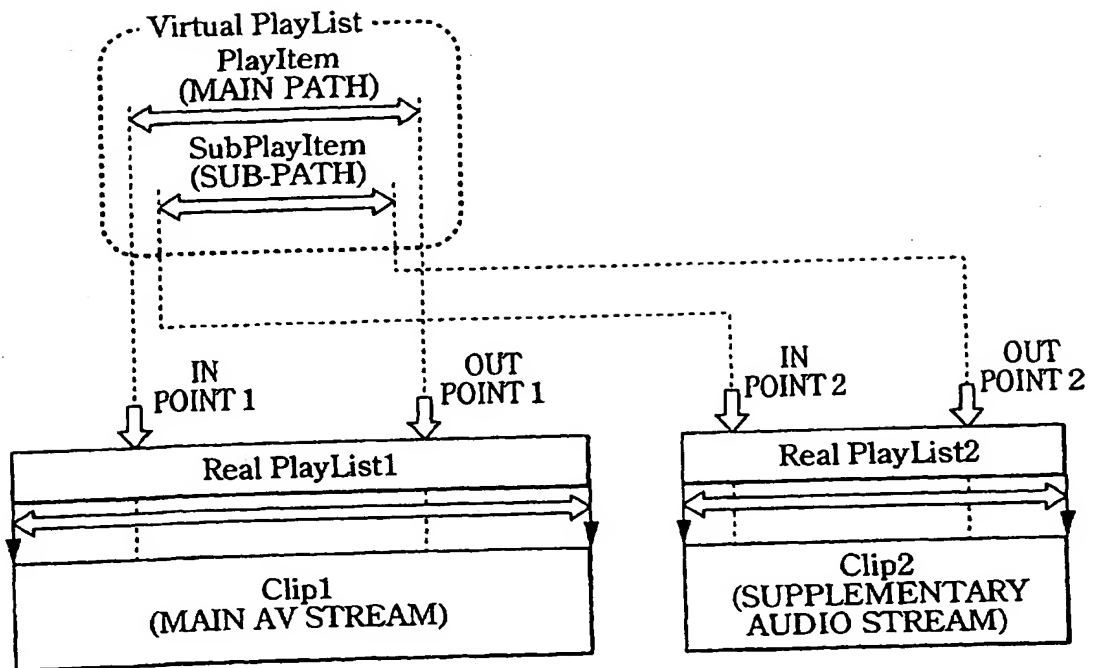 Virtual PlayList
PlayItem
(MAIN PATH)
SubPlayItem
(SUB-PATH)
IN
POINT 1
OUT
POINT 1
IN
POINT 2
OUT
POINT 2
Real PlayList1
Real PlayList2
Clip1
(MAIN AV STREAM)
Clip2
(SUPPLEMENTARY
AUDIO STREAM)